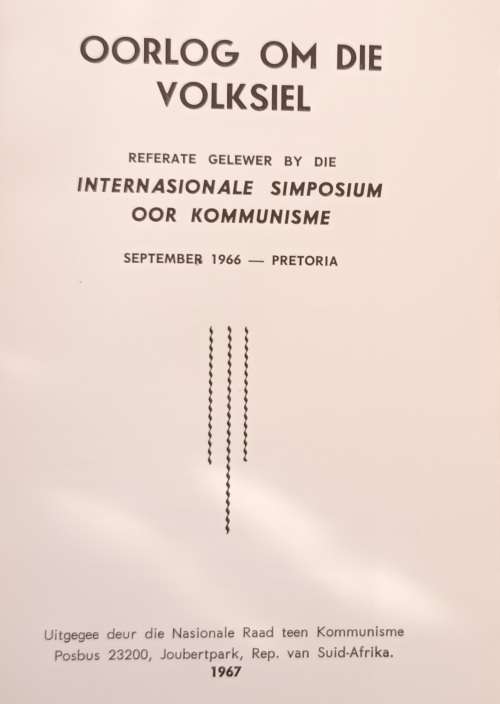 OORLOG OM DIE
VOLKSIEL
REFERATE GELEWER BY DIE
INTERNASIONALE SIMPOSIUM
OOR KOMMUNISME
SEPTEMBER 1966 — PRETORIA
Uitgegee deur die Nasionale Raad teen Kommunisme
Posbus 23200, Joubertpark, Rep. van Suid-Afrika.
1967